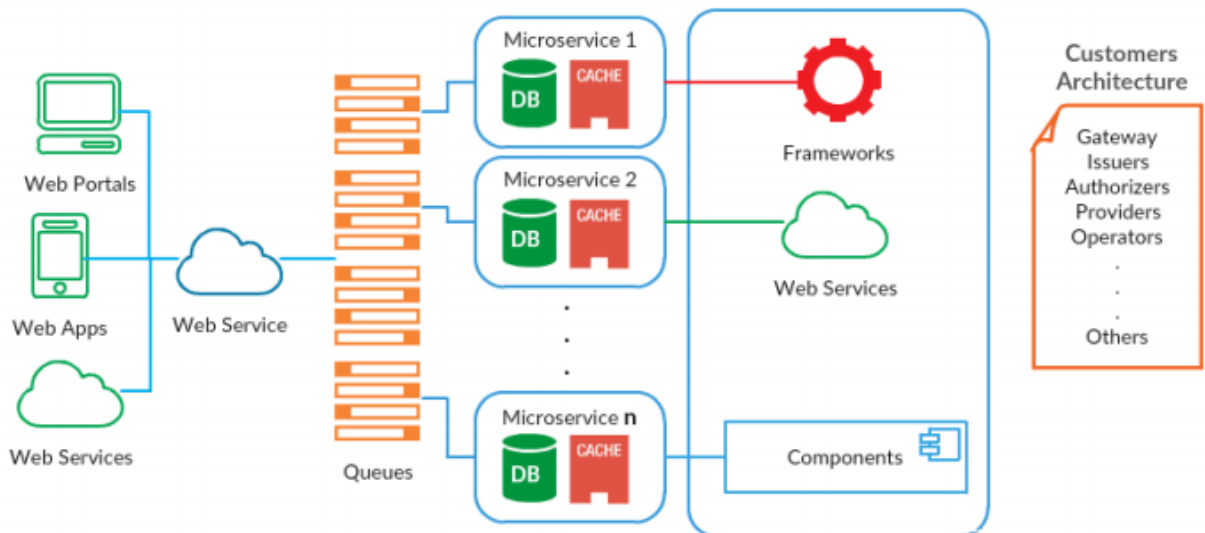 Web Portals
Web Apps
Web Services
Web Service
Queues
Microservice 1
DB
CACHE
Microservice 2
DB
CACHE
.
.
.
Microservice n
DB
CACHE
Frameworks
Web Services
Components
Customers
Architecture
Gateway
Issuers
Authorizers
Providers
Operators
.
.
.
Others